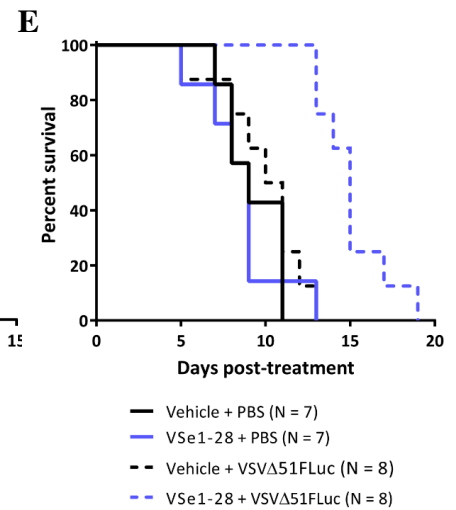 E
Percent survival
100
80
60
40
20
0
0 5 10 15 20
Days post-treatment
Vehicle + PBS (N = 7)
VSe1-28 + PBS (N = 7)
Vehicle + VSVΔ51FLuc (N = 8)
VSe1-28 + VSVΔ51FLuc (N = 8)